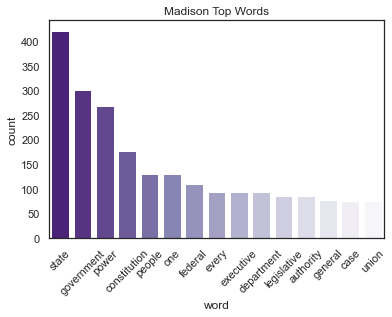 Madison Top Words
count
400
350
300
250
200
150
100
50
0
state
government
power
constitution
people
one
federal
every
executive
department
legislative
authority
general
case
union
word